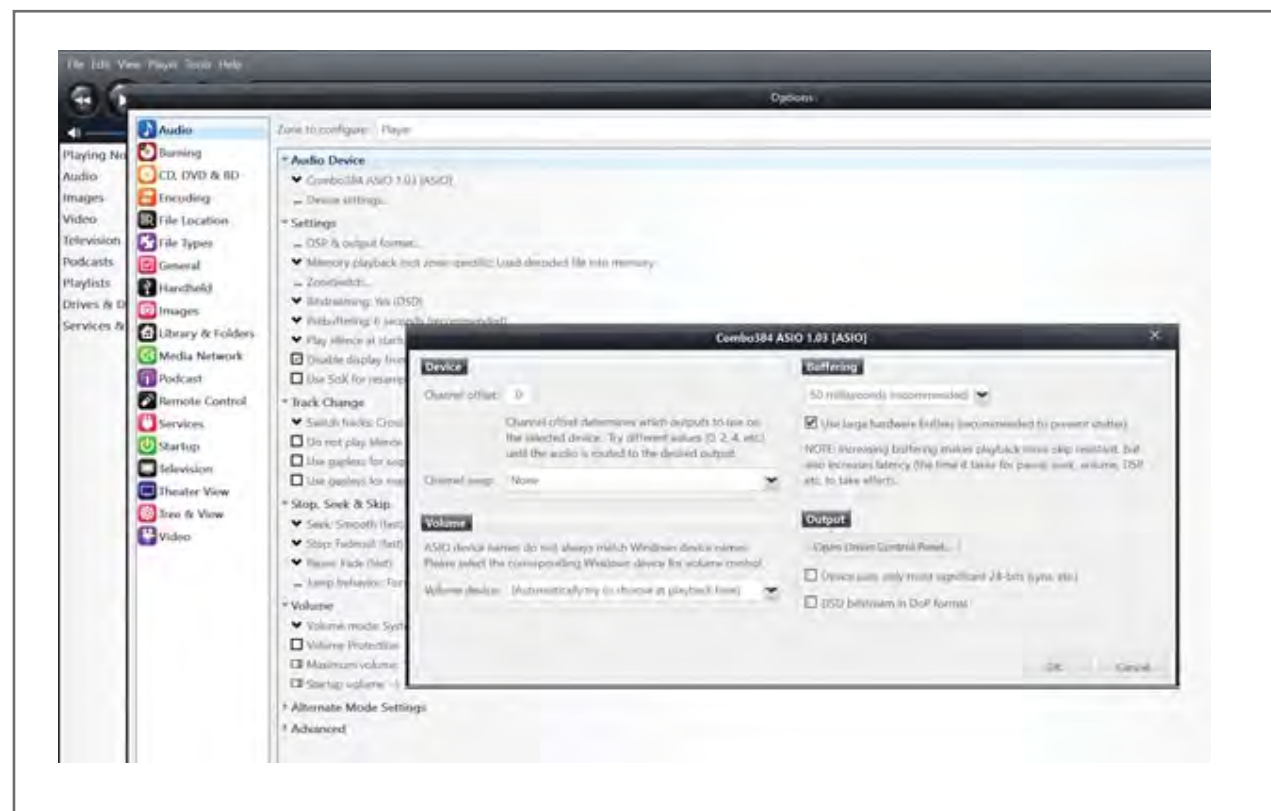 File Edit View Player Tools Help
Options
Playing No
Audio
Images
Video
Television
Podcasts
Playlists
Drives & D
Services &
Audio
Burning
CD, DVD & BD
Encoding
File Location
File Types
General
Handheld
Images
Library & Folders
Media Network
Podcast
Remote Control
Services
Startup
Television
Theater View
Tree & View
Video
Zone to configure: Player
Audio Device
Combo384 ASIO 1.03 [ASIO]
Device settings...
Settings
DSP & output format...
Memory playback (not zone-specific): Load decoded file into memory
Zoneswitch...
Bitstreaming: Yes (DSD)
Prebuffering: 6 seconds (recommended)
Play silence at start
Disable display from
Use SoX for resamp
Track Change
Switch tracks: Cross
Do not play silence
Use gapless for
Use gapless for
Stop, Seek & Skip
Seek: Smooth (fast)
Stop: Fadeout (fast)
Pause: Fade (fast)
Jump behavior: For
Volume
Volume mode: Syst
Volume Protection
Maximum volume:
Startup volume:
Alternate Mode Settings
Advanced
Combo384 ASIO 1.03 [ASIO]
Device
Channel offset: 0
Channel offset determines which outputs to use on
the selected device. Try different values (0, 2, 4, etc)
until the audio is routed to the desired output.
Channel swap: None
Volume
ASIO device names do not always match Windows device names.
Please select the corresponding Windows device for volume control.
Volume device: (Automatically try to choose at playback time)
Buffering
50 milliseconds (recommended)
Use large hardware buffers (recommended to prevent stutter)
NOTE: Increasing buffering makes playback more skip resistant, but
also increases latency (the time it takes for pause, seek, volume, DSP,
etc. to take effect).
Output
Open Driver Control Panel...
Device uses only most significant 24-bits (Lynx, etc.)
DSD bitstream in DoP format
OK
Cancel